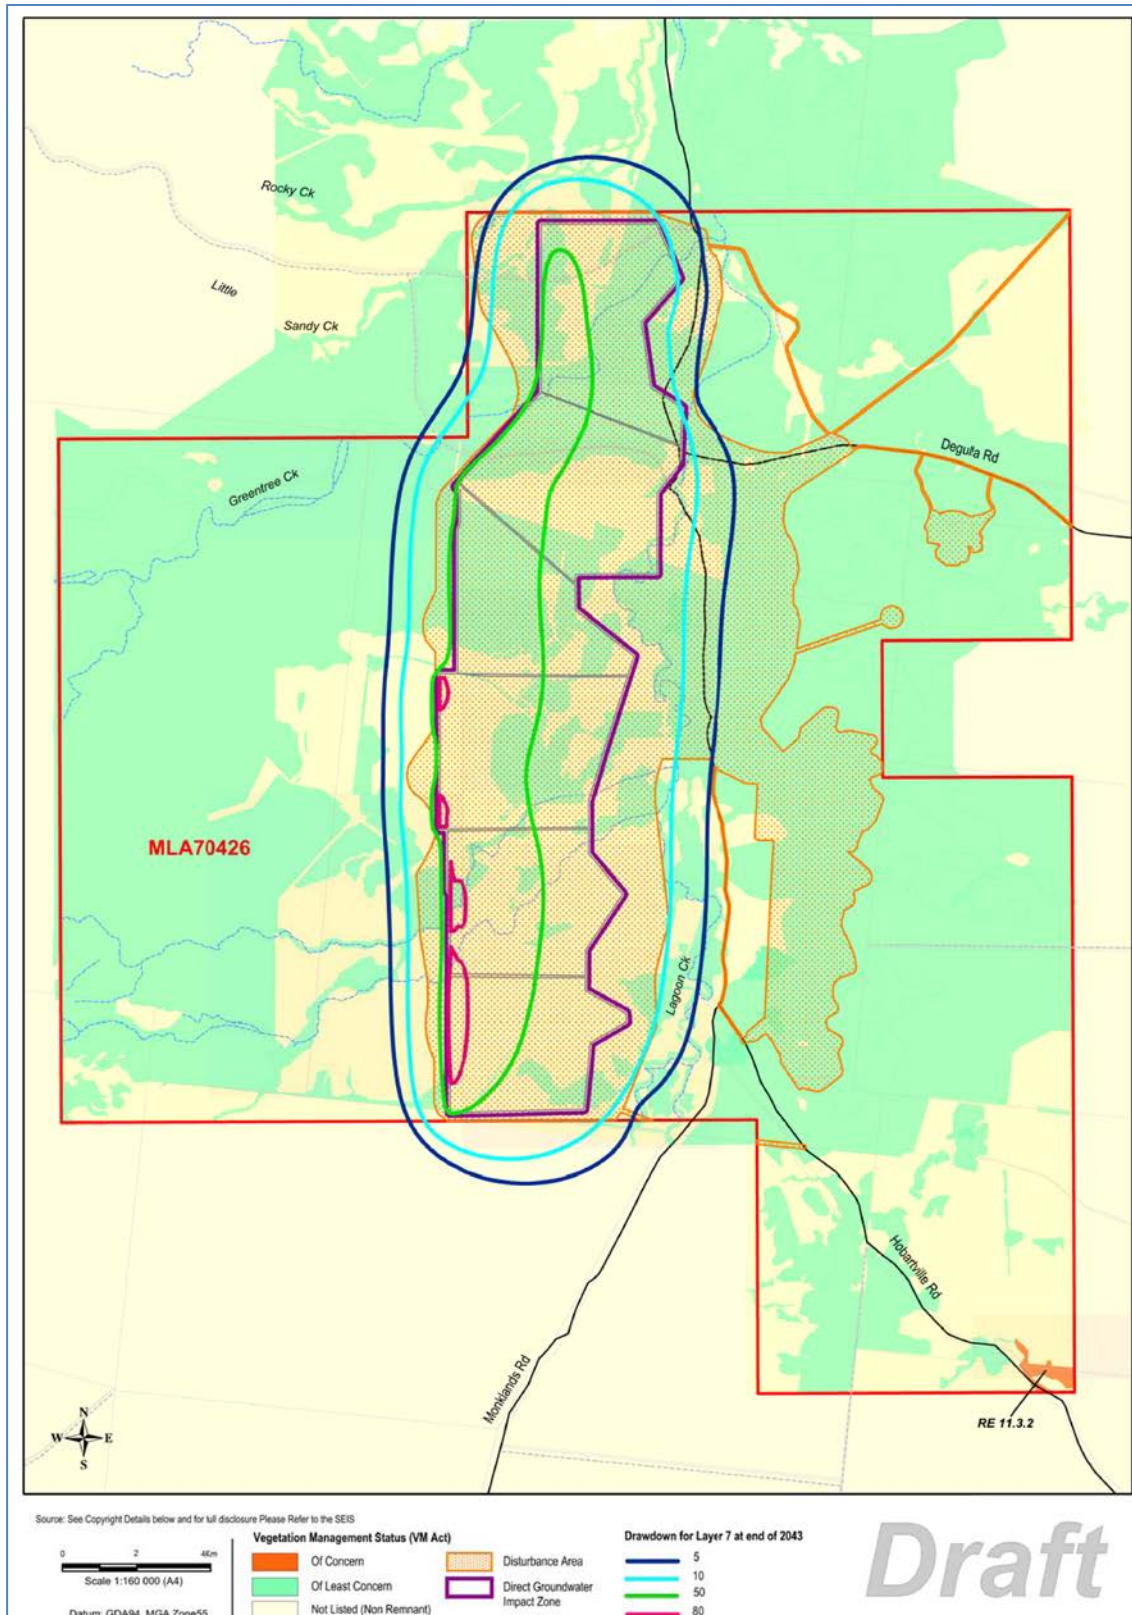 Rocky Ck
Little
Sandy Ck
Greentree Ck
Degulla Rd
MLA70426
Lagoon Ck
Hobartville Rd
Monklands Rd
RE 11.3.2
N
W E
S
Source: See Copyright Details below and for full disclosure Please Refer to the SEIS
0 2 4Km
Scale 1:160 000 (A4)
Datum: GDA94, MGA Zone55
Vegetation Management Status (VM Act)
Of Concern
Of Least Concern
Not Listed (Non Remnant)
Disturbance Area
Direct Groundwater
Impact Zone
Drawdown for Layer 7 at end of 2043
5
10
50
80
Draft